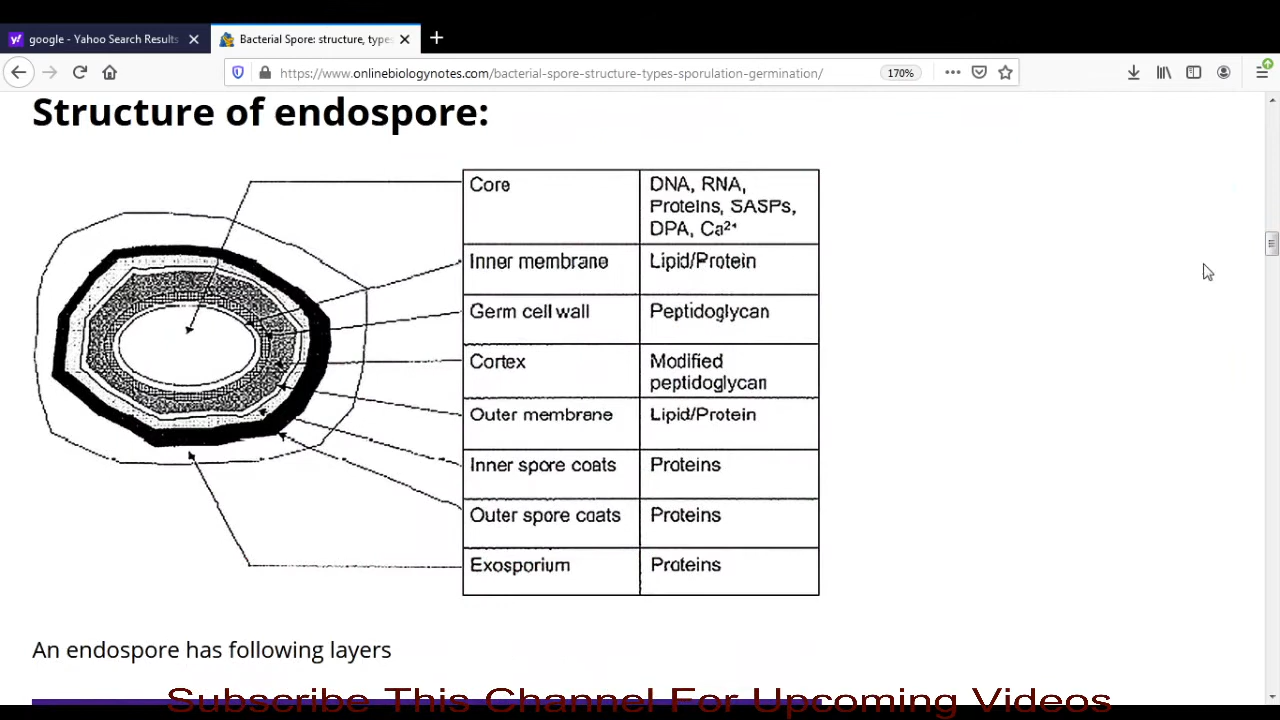 google - Yahoo Search Results
Bacterial Spore: structure, types
https://www.onlinebiologynotes.com/bacterial-spore-structure-types-sporulation-germination/
170%
Structure of endospore:
Core
DNA, RNA,
Proteins, SASPs,
DPA, Ca²⁺
Inner membrane
Lipid/Protein
Germ cell wall
Peptidoglycan
Cortex
Modified
peptidoglycan
Outer membrane
Lipid/Protein
Inner spore coats
Proteins
Outer spore coats
Proteins
Exosporium
Proteins
An endospore has following layers
Subscribe This Channel For Upcoming Videos